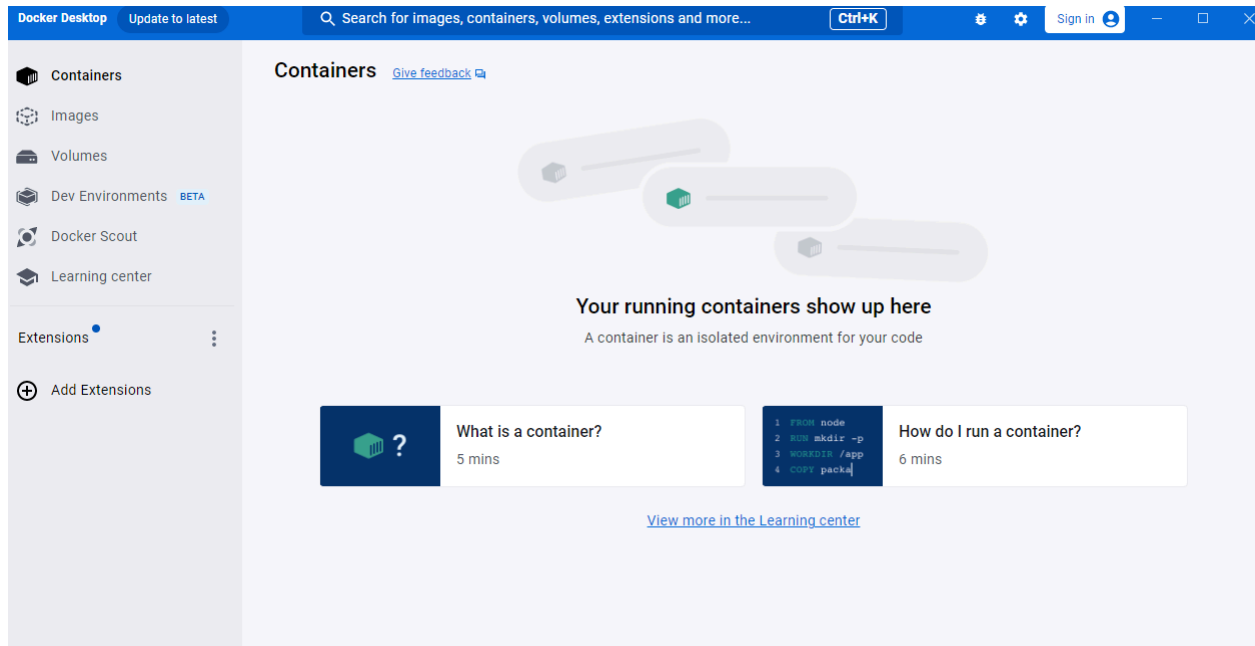 Docker Desktop Update to latest Search for images, containers, volumes, extensions and more... Ctrl+K Sign in
Containers
Images
Volumes
Dev Environments BETA
Docker Scout
Learning center
Extensions
Add Extensions
Containers Give feedback
Your running containers show up here
A container is an isolated environment for your code
?
What is a container?
5 mins
1 FROM node
2 RUN mkdir -p
3 WORKDIR /app
4 COPY packa
How do I run a container?
6 mins
View more in the Learning center